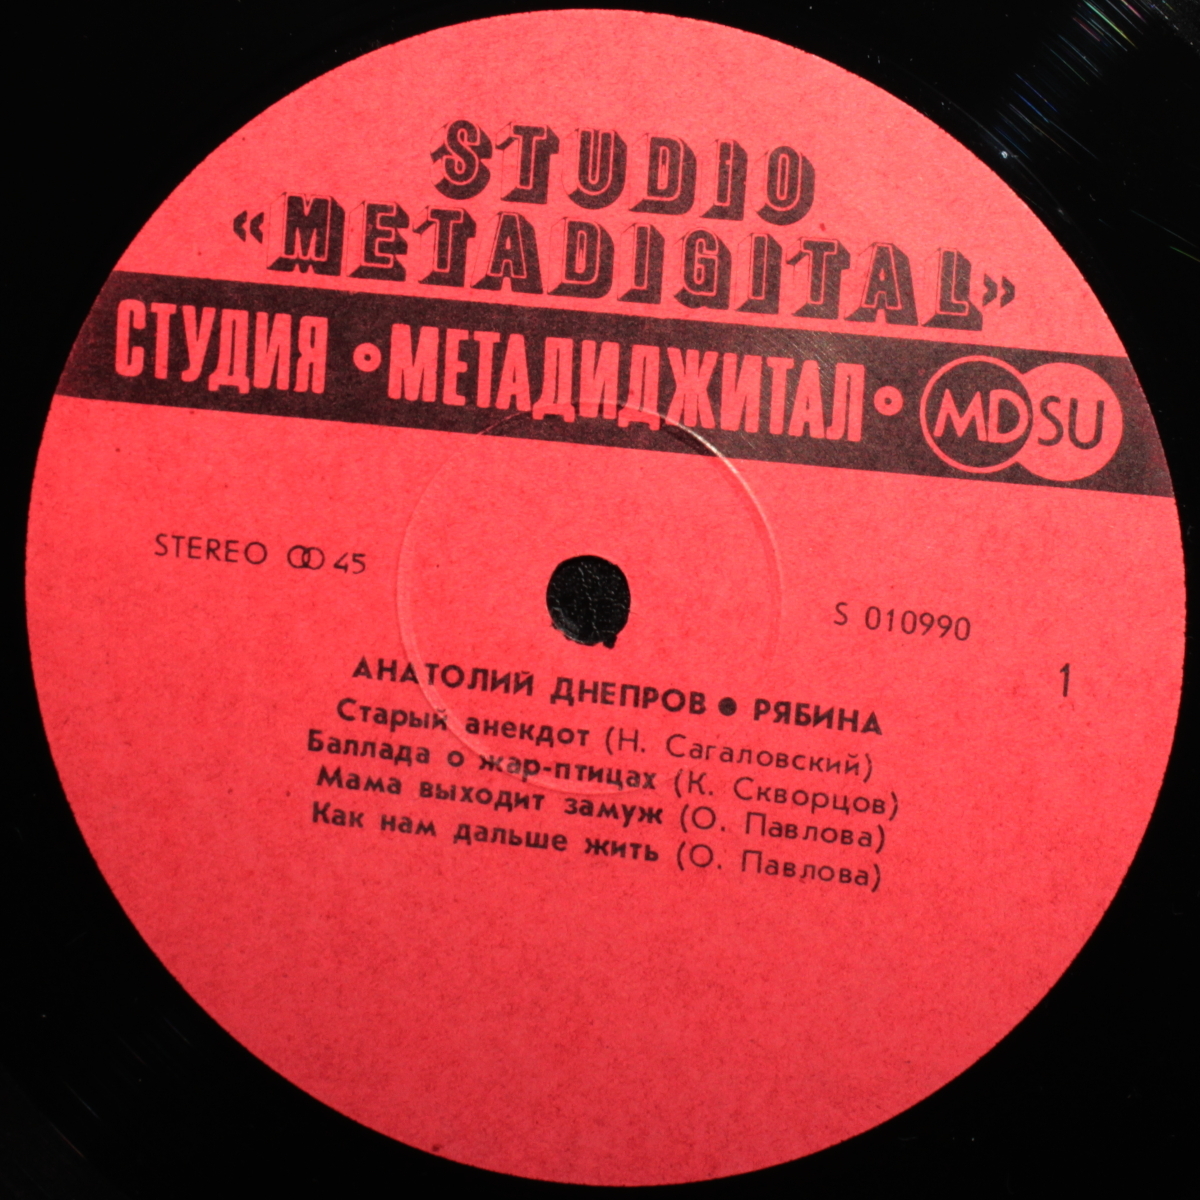 STUDIO
«METADIGITAL»
СТУДИЯ • МЕТАДИДЖИТАЛ • MDSU
STEREO ꝏ 45
S 010990
1
АНАТОЛИЙ ДНЕПРОВ ● РЯБИНА
Старый анекдот (Н. Сагаловский)
Баллада о жар-птицах (К. Скворцов)
Мама выходит замуж (О. Павлова)
Как нам дальше жить (О. Павлова)